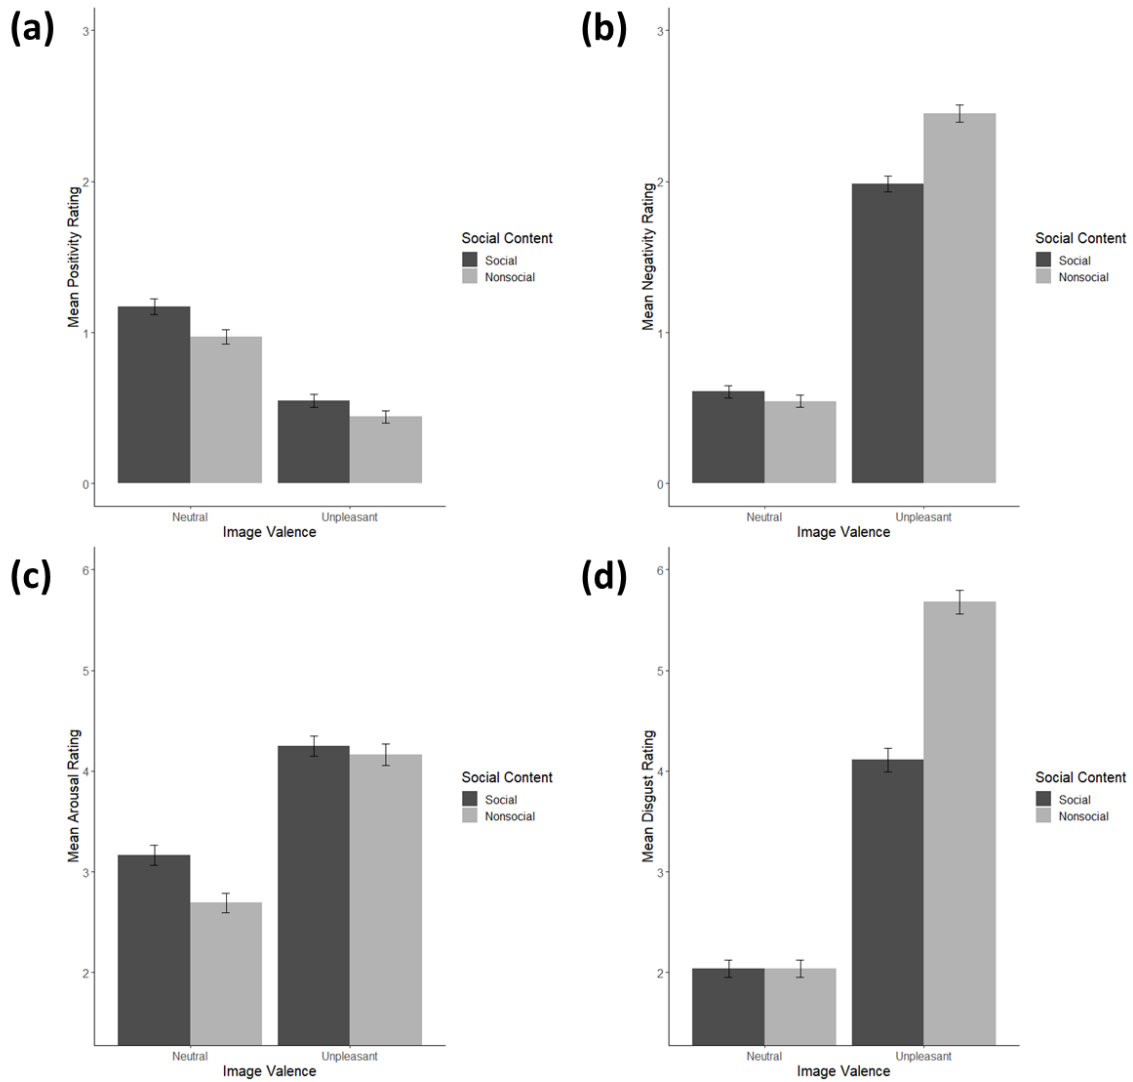 (a)
3
2
1
0
Mean Positivity Rating
Neutral
Unpleasant
Image Valence
Social Content
Social
Nonsocial
(b)
3
2
1
0
Mean Negativity Rating
Neutral
Unpleasant
Image Valence
Social Content
Social
Nonsocial
(c)
6
5
4
3
2
Mean Arousal Rating
Neutral
Unpleasant
Image Valence
Social Content
Social
Nonsocial
(d)
6
5
4
3
2
Mean Disgust Rating
Neutral
Unpleasant
Image Valence
Social Content
Social
Nonsocial